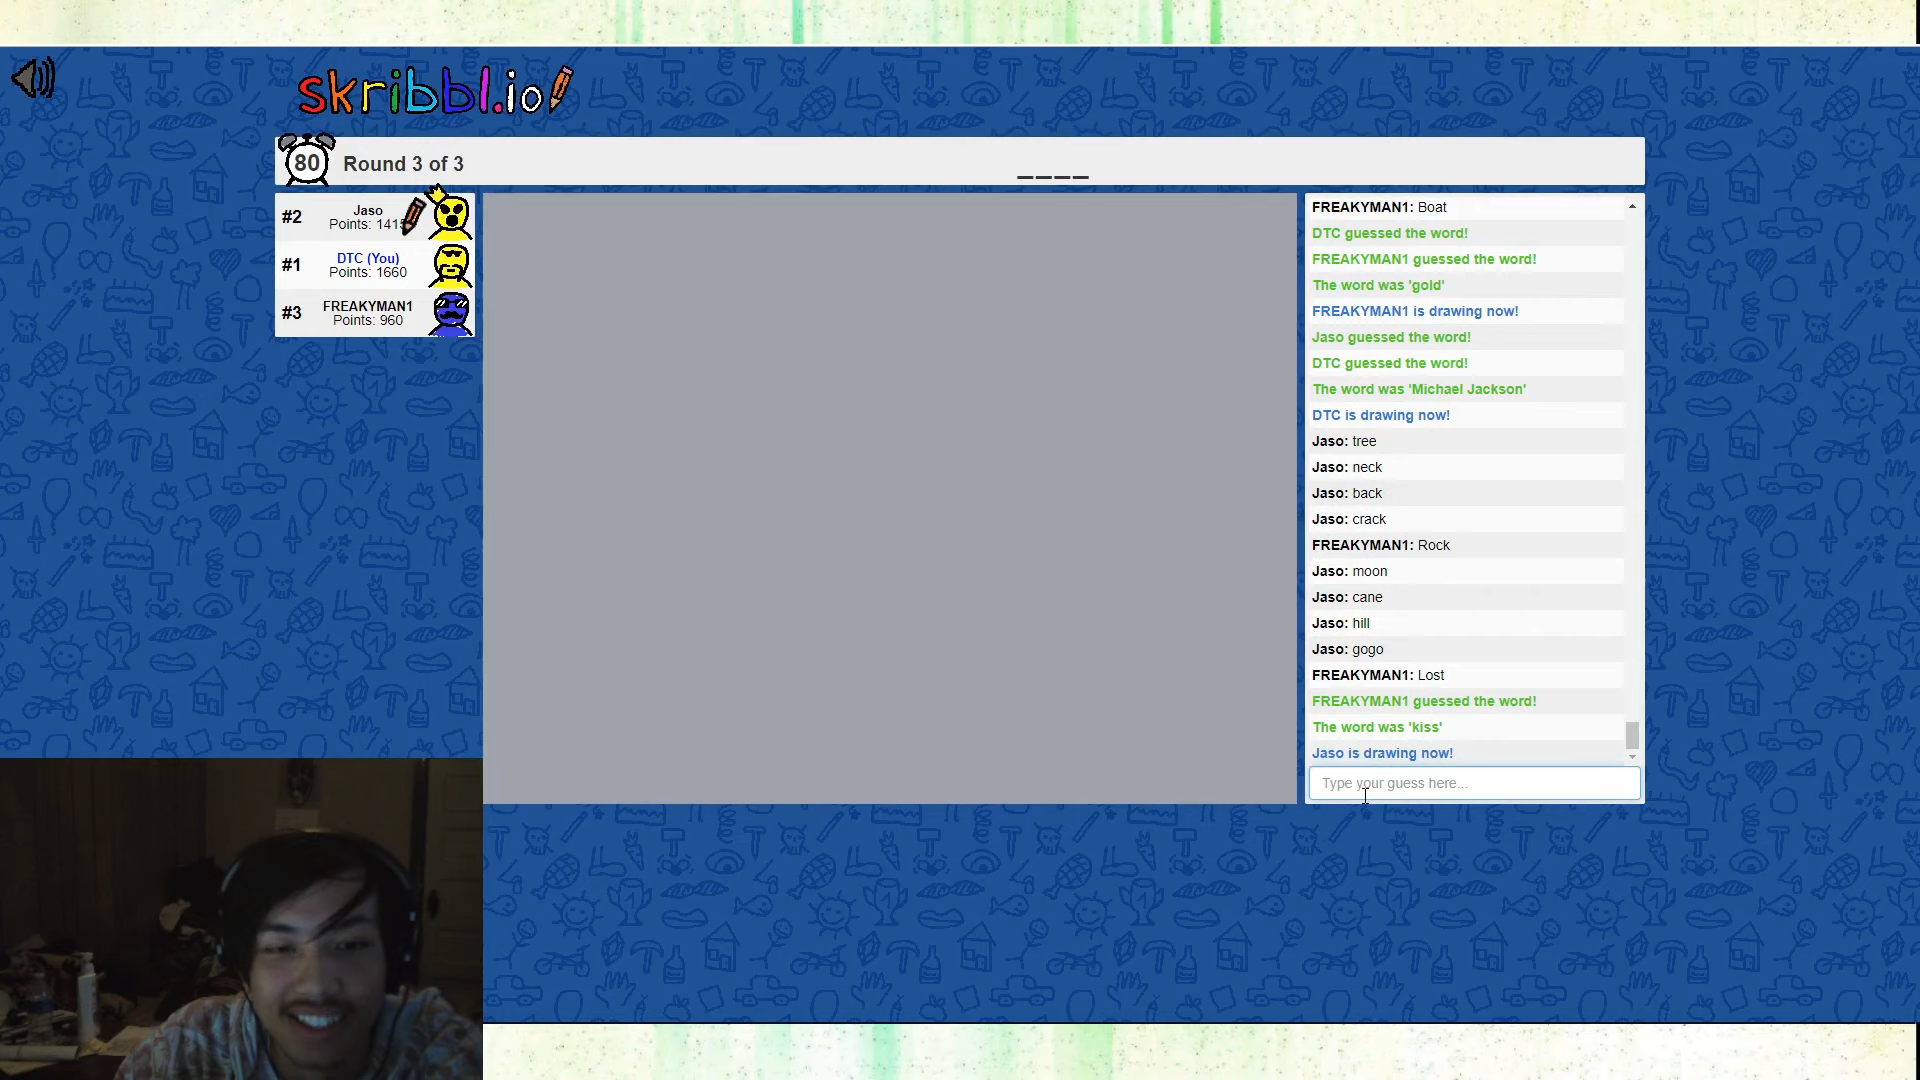 skribbl.io
80
Round 3 of 3
____
#2
Jaso
Points: 1415
#1
DTC (You)
Points: 1660
#3
FREAKYMAN1
Points: 960
FREAKYMAN1: Boat
DTC guessed the word!
FREAKYMAN1 guessed the word!
The word was 'gold'
FREAKYMAN1 is drawing now!
Jaso guessed the word!
DTC guessed the word!
The word was 'Michael Jackson'
DTC is drawing now!
Jaso: tree
Jaso: neck
Jaso: back
Jaso: crack
FREAKYMAN1: Rock
Jaso: moon
Jaso: cane
Jaso: hill
Jaso: gogo
FREAKYMAN1: Lost
FREAKYMAN1 guessed the word!
The word was 'kiss'
Jaso is drawing now!
Type your guess here...